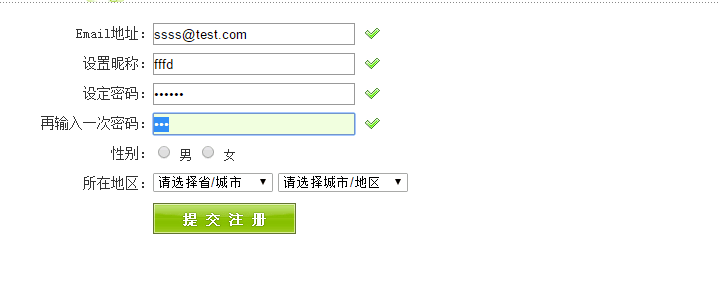 Email地址：ssss@test.com
设置昵称：fffd
设定密码：••••••
再输入一次密码：•••
性别： 男 女
所在地区：请选择省/城市 请选择城市/地区
提交注册